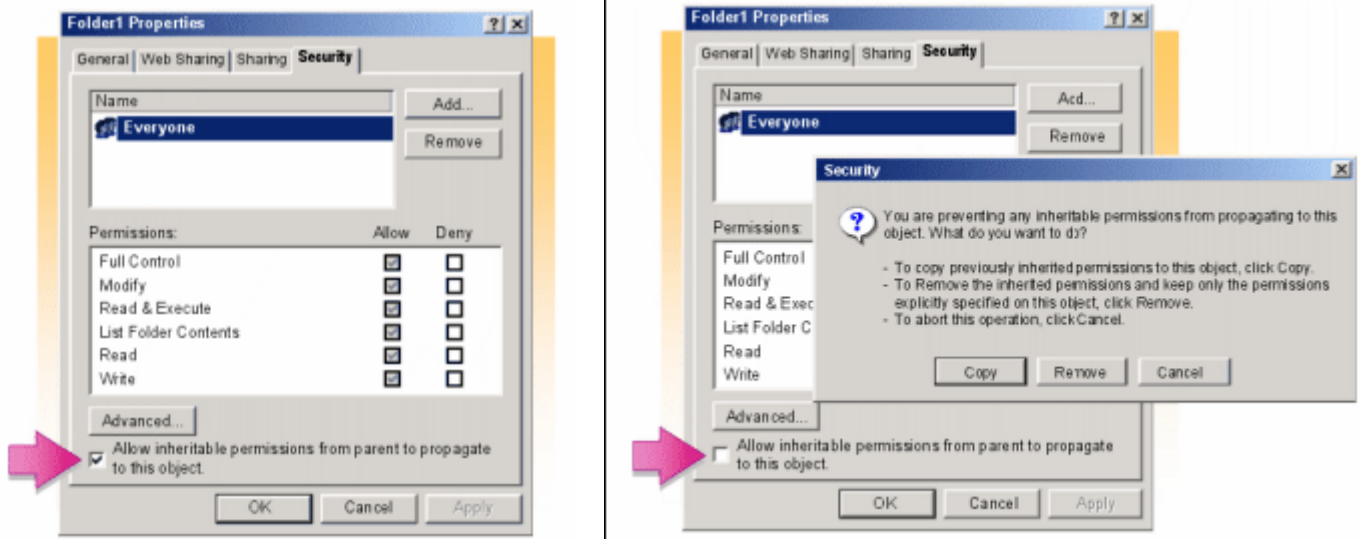 Folder1 Properties
General Web Sharing Sharing Security
Name
Add...
Everyone
Remove
Permissions: Allow Deny
Full Control
Modify
Read & Execute
List Folder Contents
Read
Write
Advanced...
Allow inheritable permissions from parent to propagate
to this object.
OK Cancel Apply
Folder1 Properties
General Web Sharing Sharing Security
Name
Add...
Everyone
Remove
Security
You are preventing any inheritable permissions from propagating to this
object. What do you want to do?
- To copy previously inherited permissions to this object, click Copy.
- To Remove the inherited permissions and keep only the permissions
explicitly specified on this object, click Remove.
- To abort this operation, click Cancel.
Copy Remove Cancel
Permissions:
Full Control
Modify
Read & Exec
List Folder C
Read
Write
Advanced...
Allow inheritable permissions from parent to propagate
to this object.
OK Cancel Apply